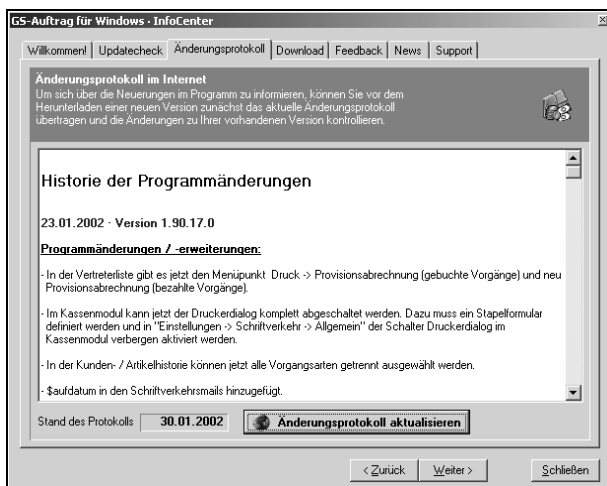 GS-Auftrag für Windows - InfoCenter
Willkommen! Updatecheck Änderungsprotokoll Download Feedback News Support
Änderungsprotokoll im Internet
Um sich über die Neuerungen im Programm zu informieren, können Sie vor dem
Herunterladen einer neuen Version zunächst das aktuelle Änderungsprotokoll
übertragen und die Änderungen zu Ihrer vorhandenen Version kontrollieren.
Historie der Programmänderungen
23.01.2002 - Version 1.90.17.0
Programmänderungen / -erweiterungen:
- In der Vertreterliste gibt es jetzt den Menüpunkt Druck -> Provisionsabrechnung (gebuchte Vorgänge) und neu
Provisionsabrechnung (bezahlte Vorgänge).
- Im Kassenmodul kann jetzt der Druckerdialog komplett abgeschaltet werden. Dazu muss ein Stapelformular
definiert werden und in "Einstellungen -> Schriftverkehr -> Allgemein" der Schalter Druckerdialog im
Kassenmodul verbergen aktiviert werden.
- In der Kunden- / Artikelhistorie können jetzt alle Vorgangsarten getrennt ausgewählt werden.
- $aufdatum in den Schriftverkehrsmails hinzugefügt.
Stand des Protokolls 30.01.2002 Änderungsprotokoll aktualisieren
< Zurück Weiter > Schließen